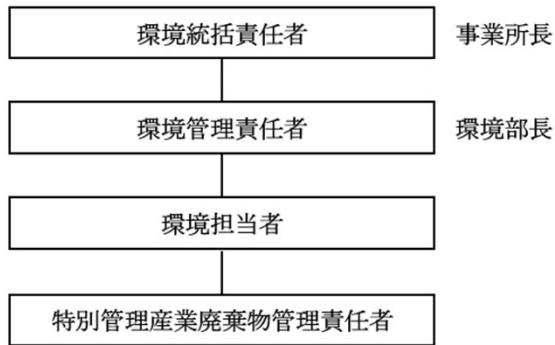 環境統括責任者 事業所長
環境管理責任者 環境部長
環境担当者
特別管理産業廃棄物管理責任者